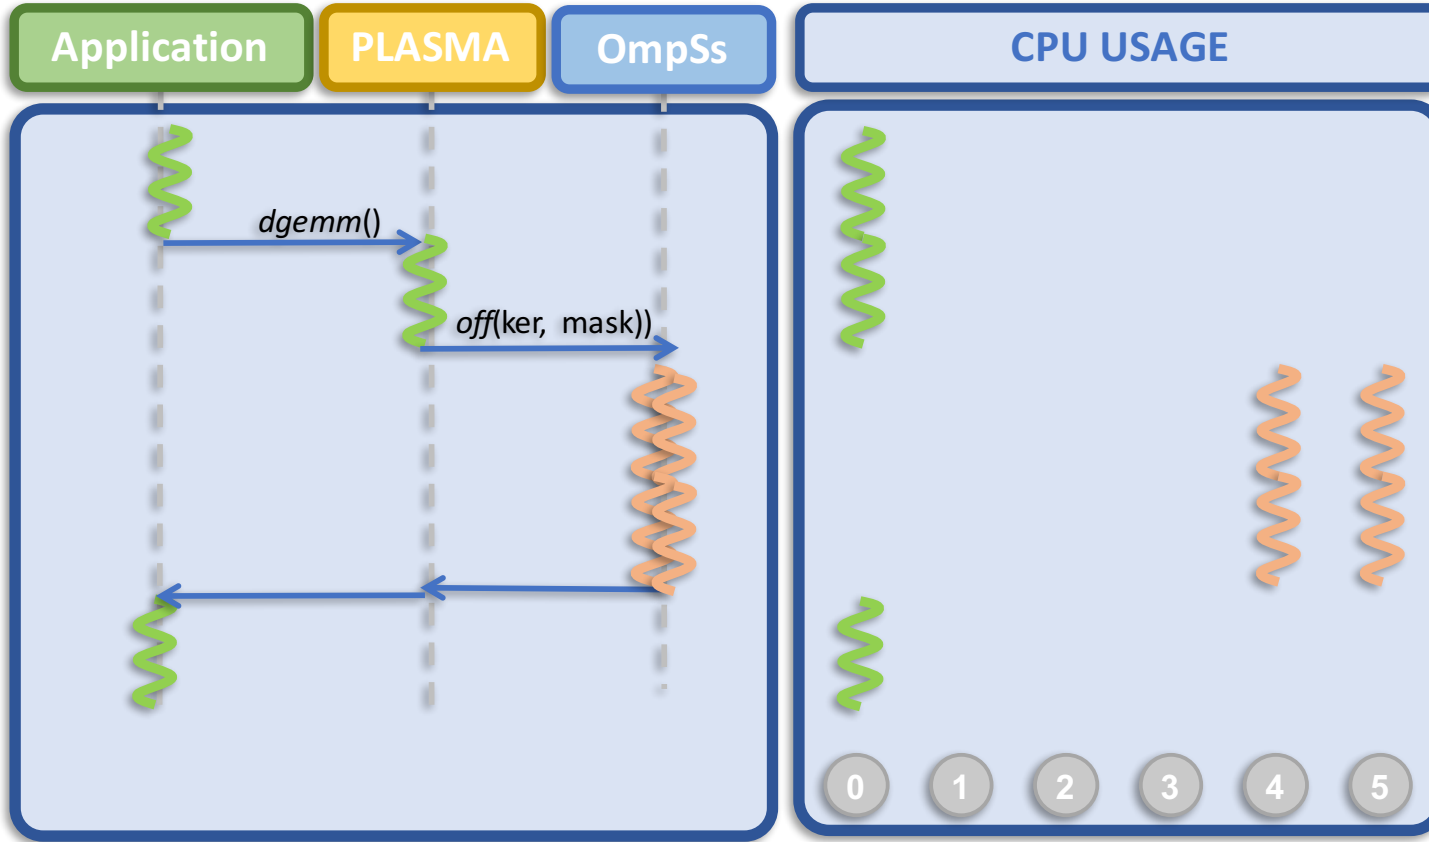 Application
PLASMA
OmpSs
CPU USAGE
dgemm()
off(ker, mask))
0
1
2
3
4
5